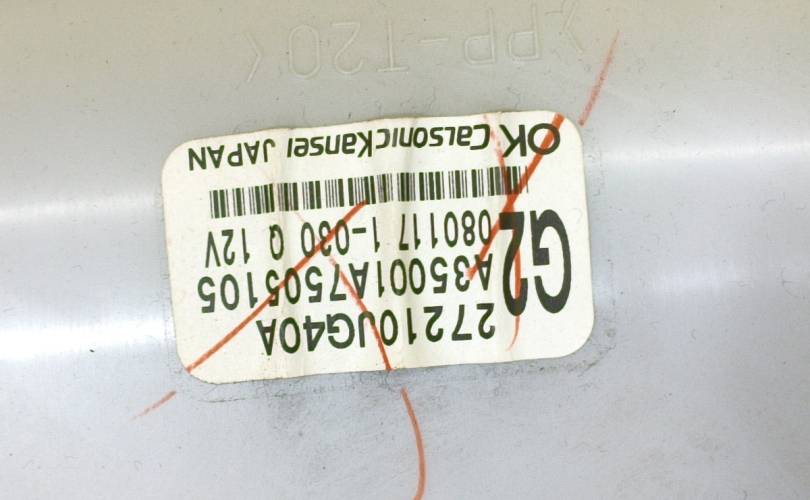 27210JG40A
G2 A35001A7505105
080117 1-030 Q 12V
OK CalsonicKansei JAPAN
>PP-T20<